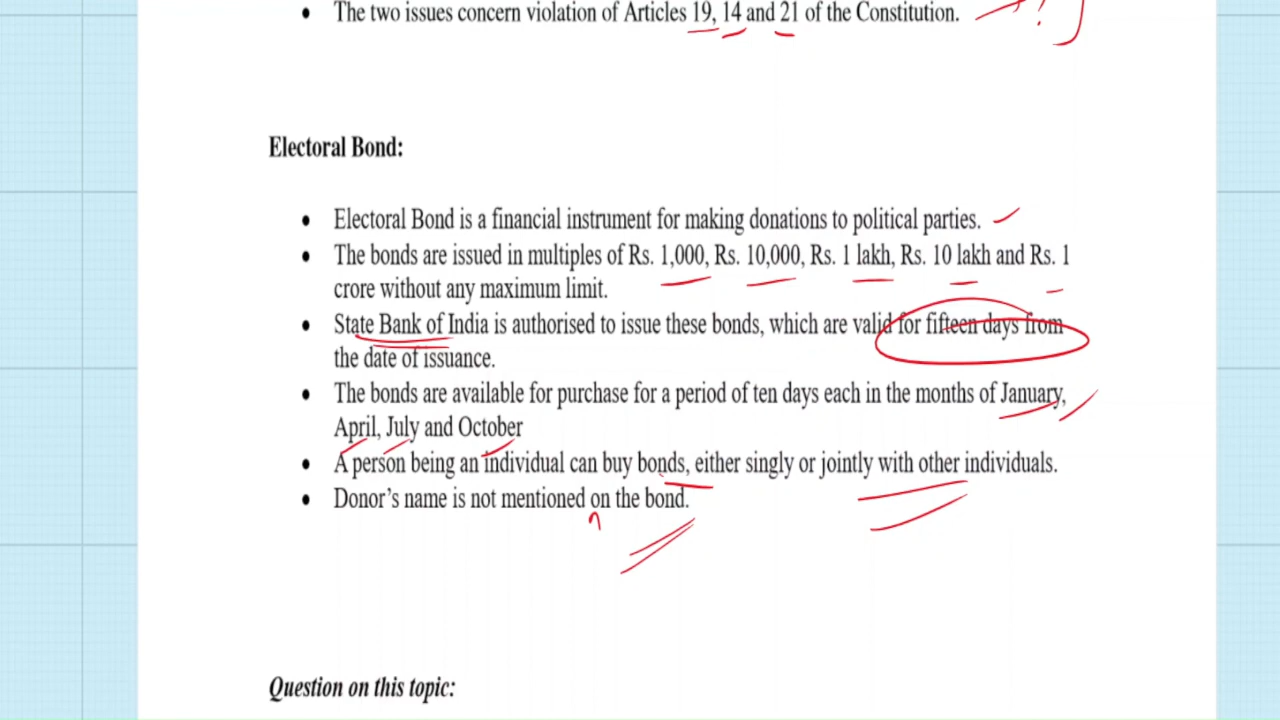 • The two issues concern violation of Articles 19, 14 and 21 of the Constitution. ?
Electoral Bond:
• Electoral Bond is a financial instrument for making donations to political parties.
• The bonds are issued in multiples of Rs. 1,000, Rs. 10,000, Rs. 1 lakh, Rs. 10 lakh and Rs. 1
crore without any maximum limit.
• State Bank of India is authorised to issue these bonds, which are valid for fifteen days from
the date of issuance.
• The bonds are available for purchase for a period of ten days each in the months of January,
April, July and October
• A person being an individual can buy bonds, either singly or jointly with other individuals.
• Donor’s name is not mentioned on the bond.
Question on this topic: